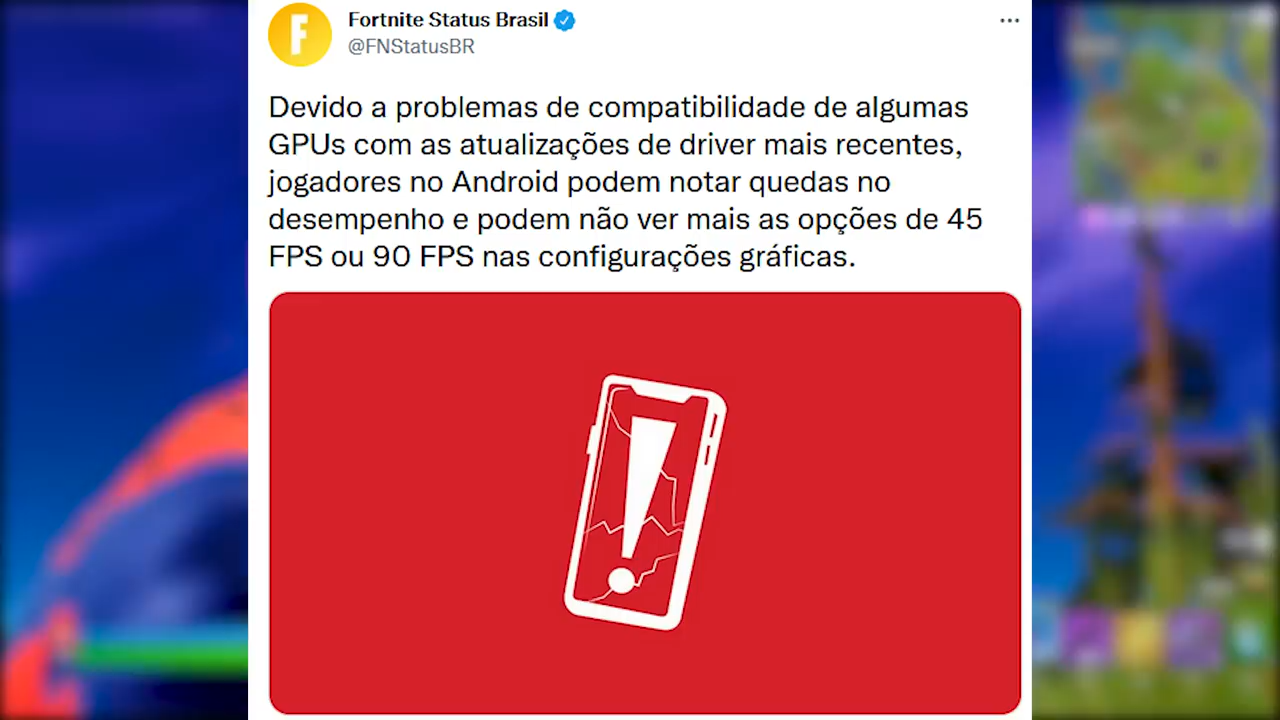 Fortnite Status Brasil
@FNStatusBR
Devido a problemas de compatibilidade de algumas
GPUs com as atualizações de driver mais recentes,
jogadores no Android podem notar quedas no
desempenho e podem não ver mais as opções de 45
FPS ou 90 FPS nas configurações gráficas.